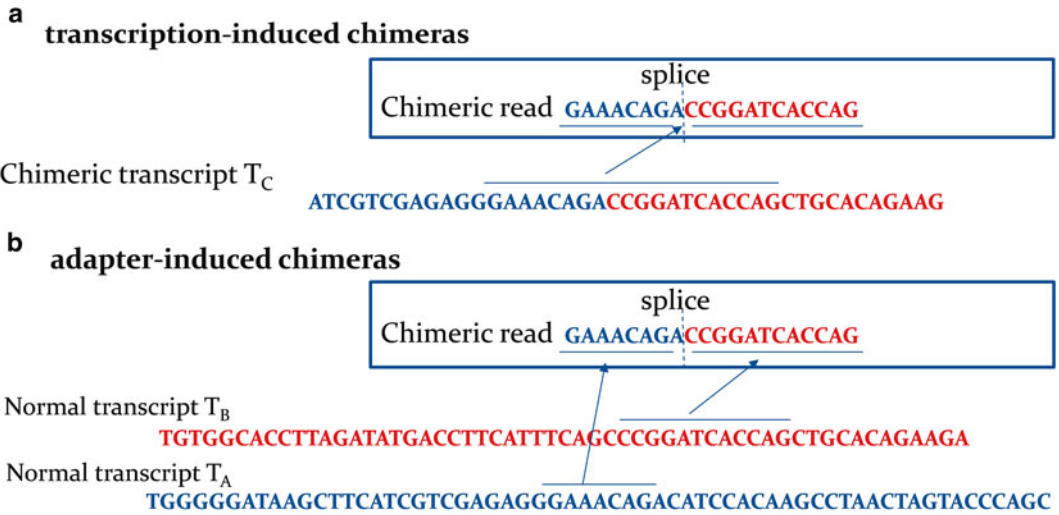 a
transcription-induced chimeras
splice
Chimeric read GAAACAGACCGGATCACCAG
Chimeric transcript TC
ATCGTCGAGAGGGAAACAGACCGGATCACCAGCTGCACAGAAG
b
adapter-induced chimeras
splice
Chimeric read GAAACAGACCGGATCACCAG
Normal transcript TB
TGTGGCACCTTAGATATGACCTTCATTTCAGCCCGGATCACCAGCTGCACAGAAGA
Normal transcript TA
TGGGGGATAAGCTTCATCGTCGAGAGGGAAACAGACATCCACAAGCCTAACTAGTACCCAGC